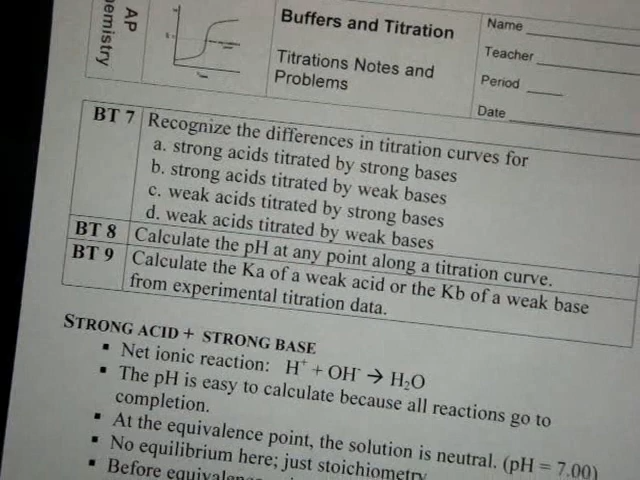 AP
emistry
Buffers and Titration
Titrations Notes and
Problems
Name
Teacher
Period
Date
BT 7 Recognize the differences in titration curves for
a. strong acids titrated by strong bases
b. strong acids titrated by weak bases
c. weak acids titrated by strong bases
d. weak acids titrated by weak bases
BT 8 Calculate the pH at any point along a titration curve.
BT 9 Calculate the Ka of a weak acid or the Kb of a weak base
from experimental titration data.
STRONG ACID + STRONG BASE
▪ Net ionic reaction: H⁺ + OH⁻ → H₂O
▪ The pH is easy to calculate because all reactions go to
completion.
▪ At the equivalence point, the solution is neutral. (pH = 7.00)
▪ No equilibrium here; just stoichiometry
▪ Before